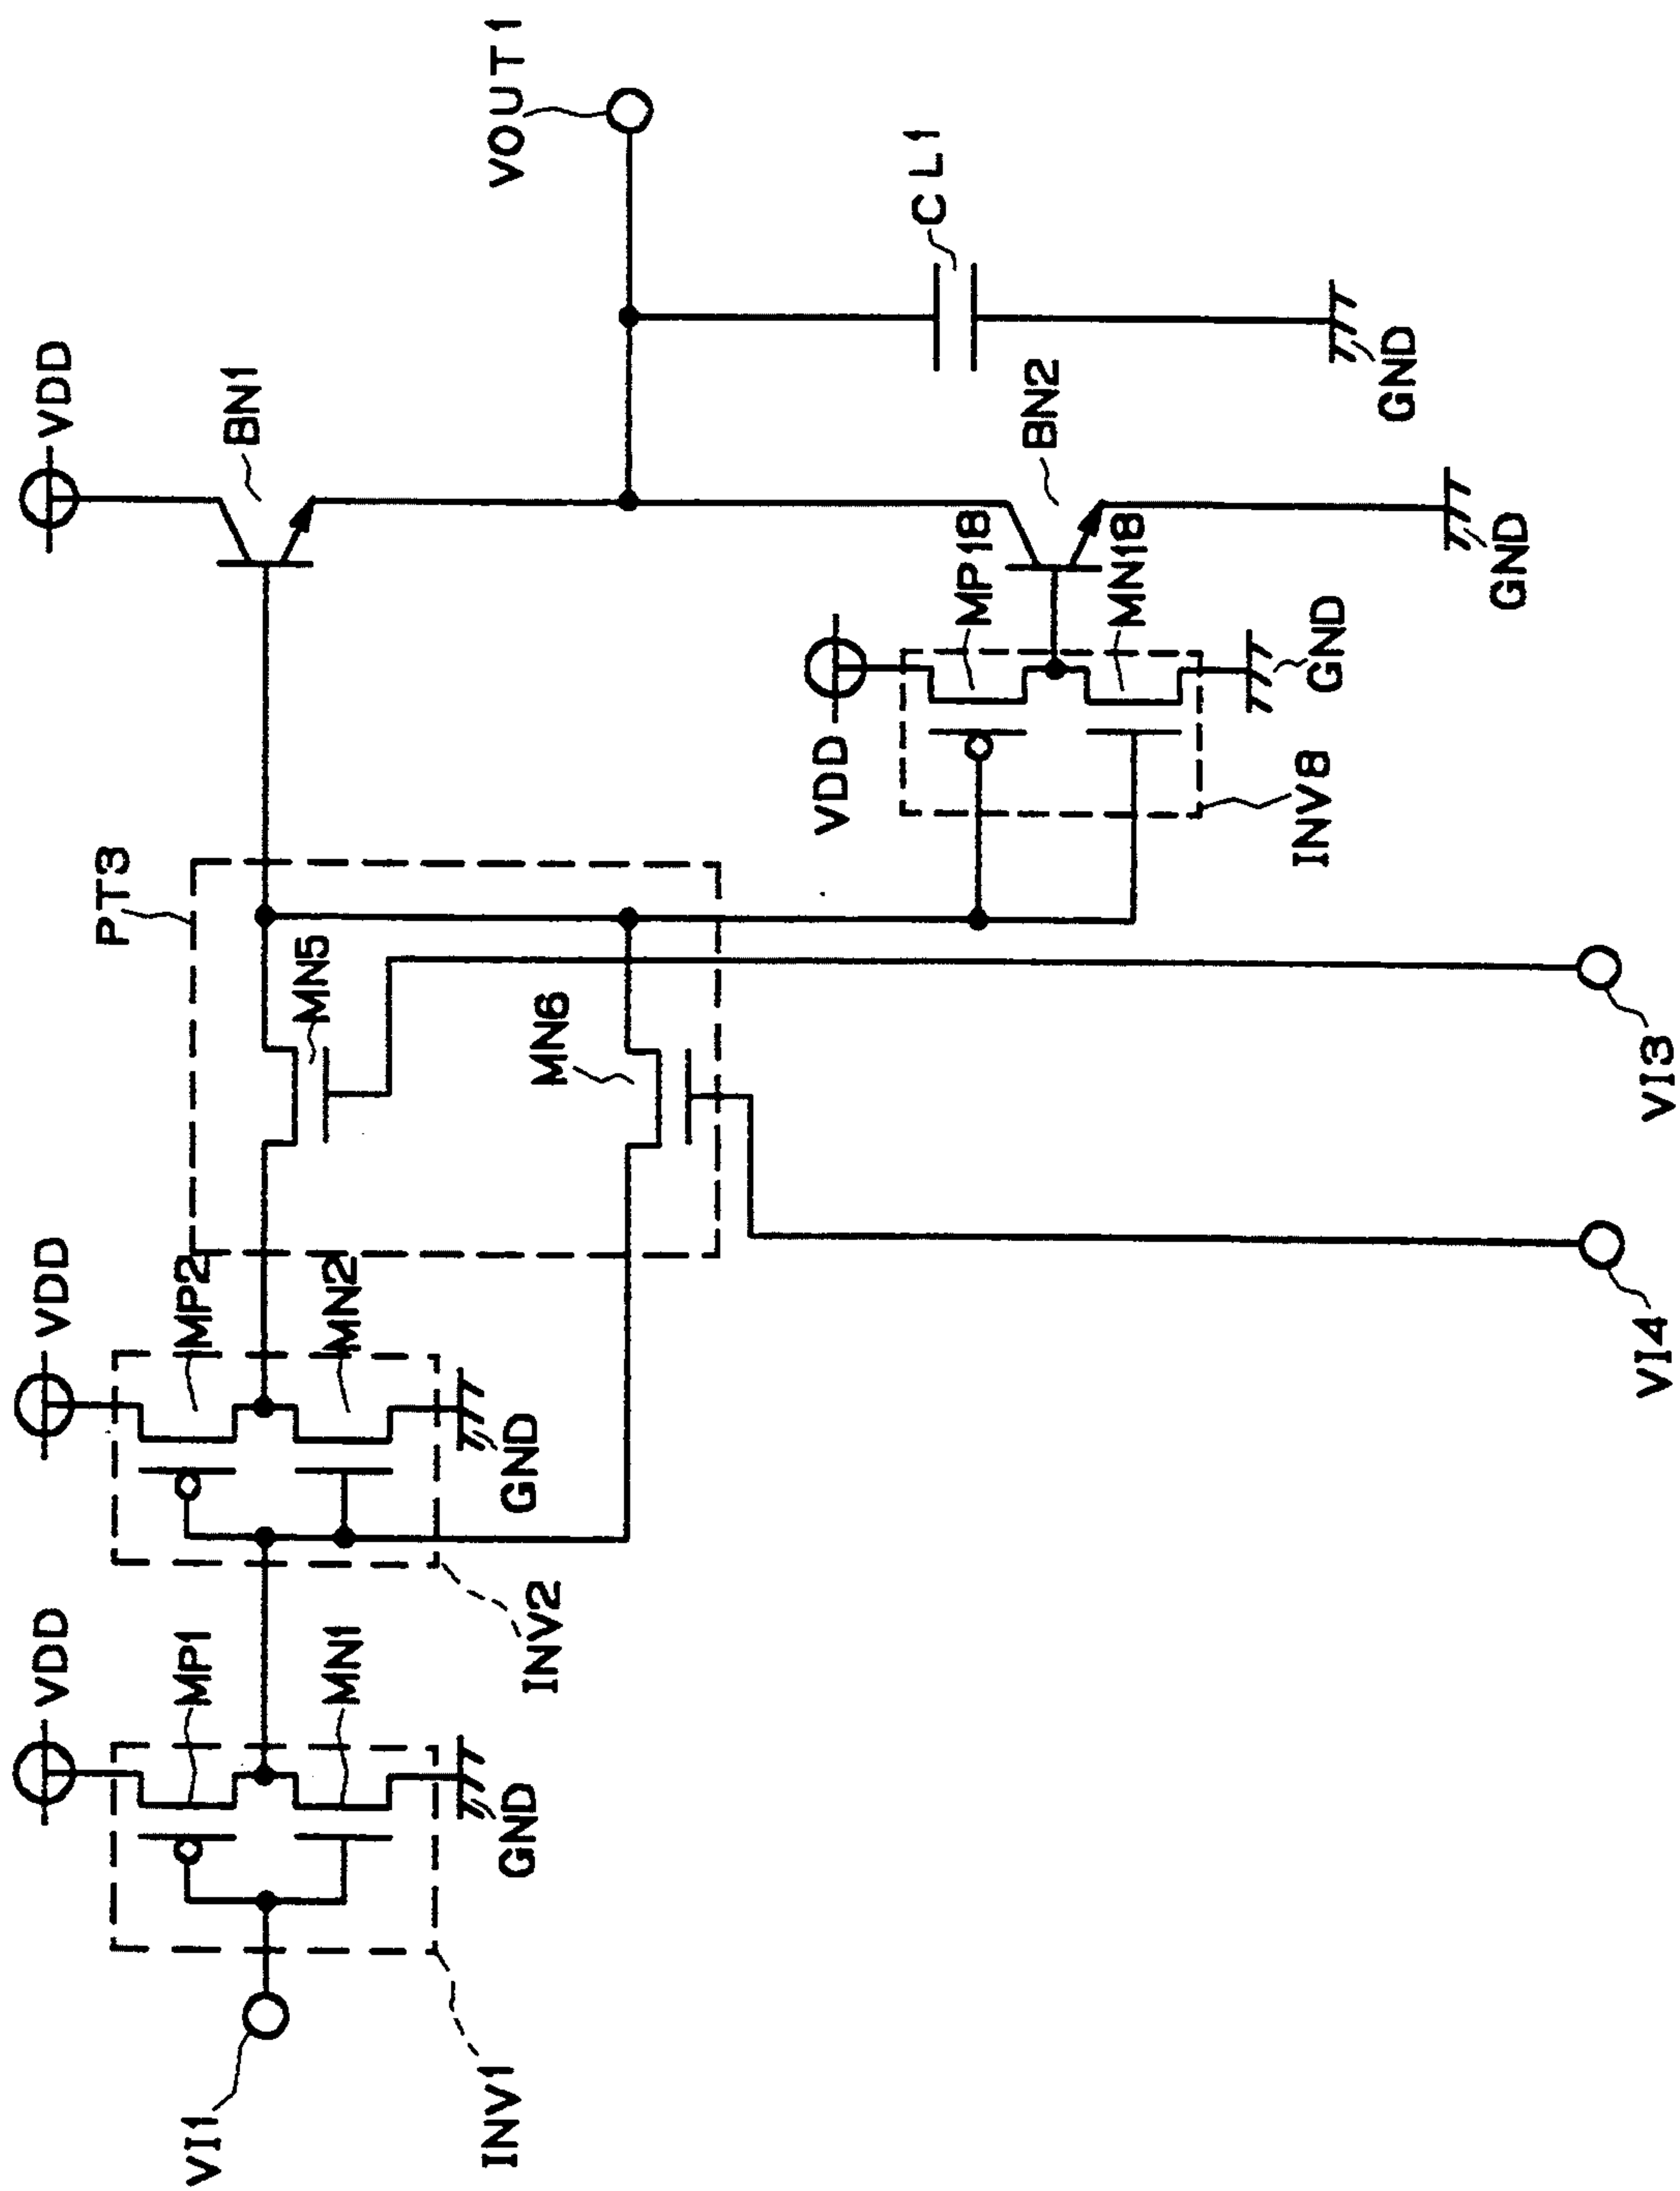 VI1
INV1
VDD
MP1
MN1
GND
INV2
VDD
MP2
MN2
GND
PT3
MN5
MN6
VI4
VI3
VDD
INV8
MP18
MN18
GND
VDD
BN1
BN2
GND
VOUT1
CL1
GND